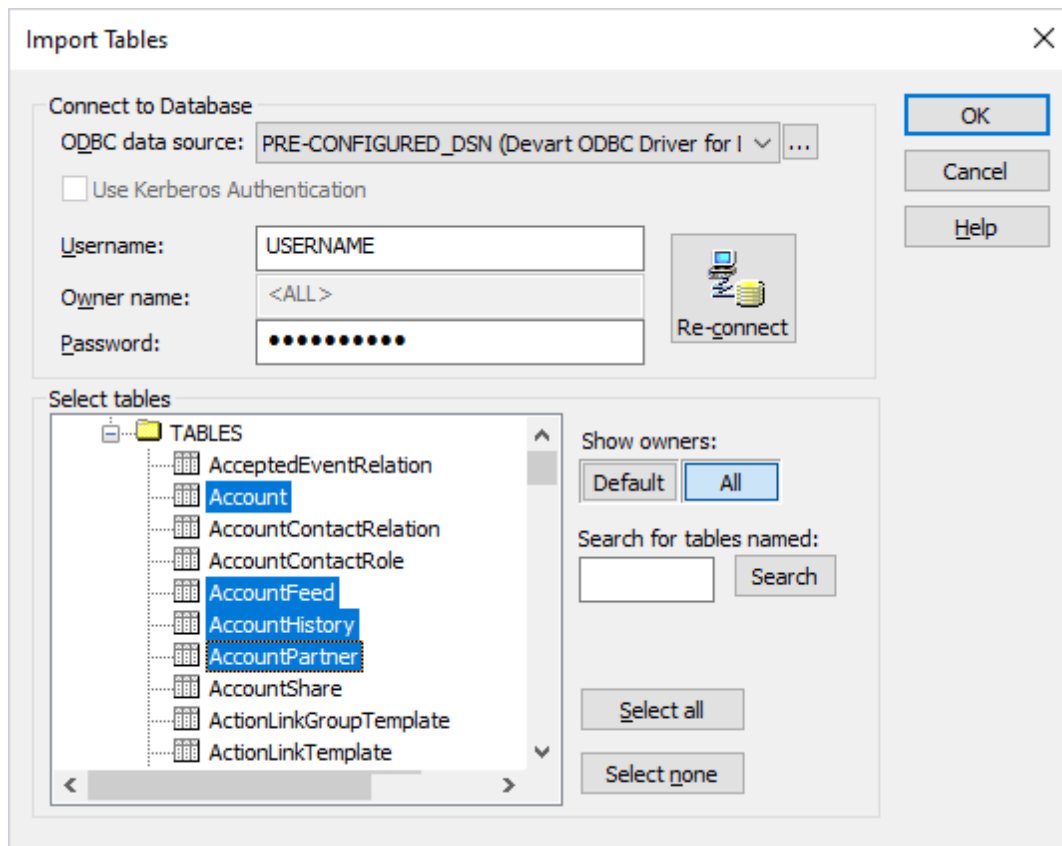 Import Tables
Connect to Database
ODBC data source: PRE-CONFIGURED_DSN (Devart ODBC Driver for I ...
OK
Use Kerberos Authentication
Cancel
Username: USERNAME
Help
Owner name: <ALL>
Password: ●●●●●●●●●●
Re-connect
Select tables
TABLES
AcceptedEventRelation
Account
AccountContactRelation
AccountContactRole
AccountFeed
AccountHistory
AccountPartner
AccountShare
ActionLinkGroupTemplate
ActionLinkTemplate
Show owners:
Default All
Search for tables named:
Search
Select all
Select none